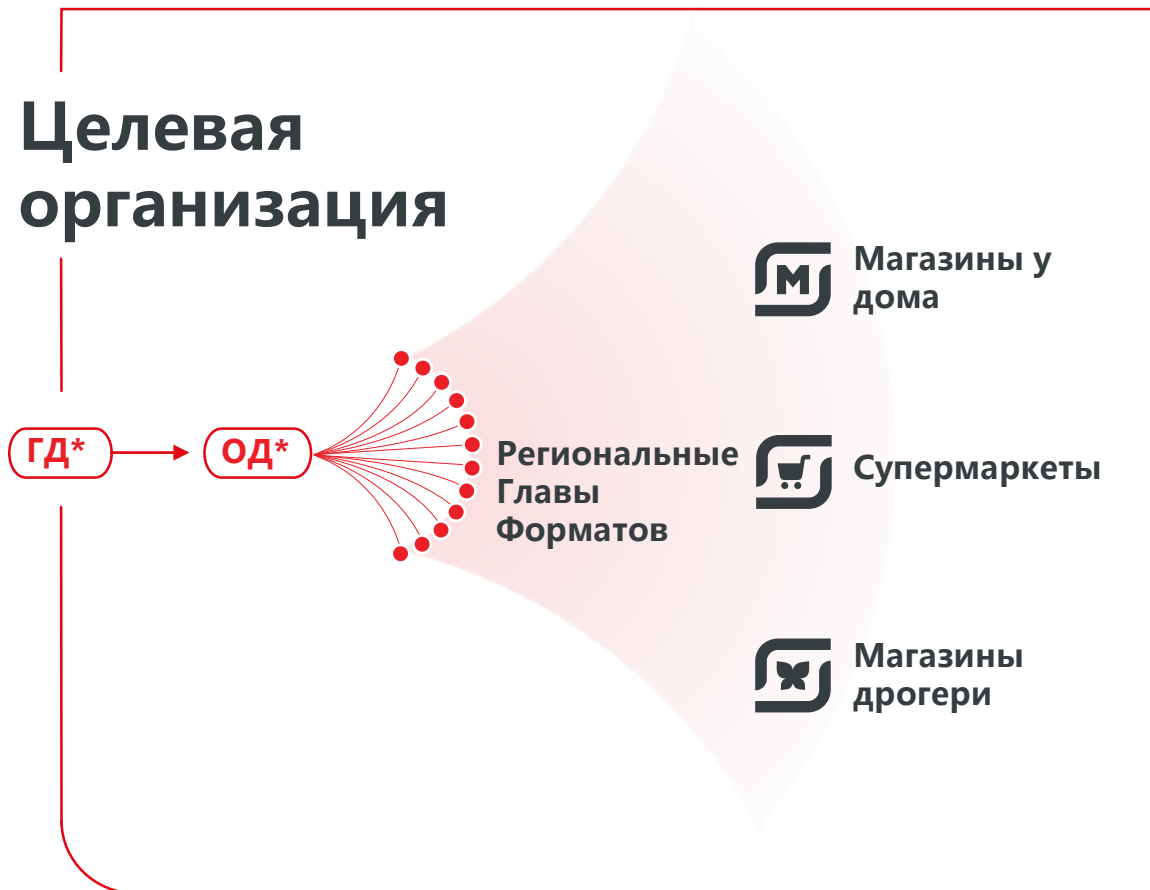 Целевая
организация
Магазины у
дома
ГД*
ОД*
Региональные
Главы
Форматов
М
Супермаркеты
Магазины
дрогери